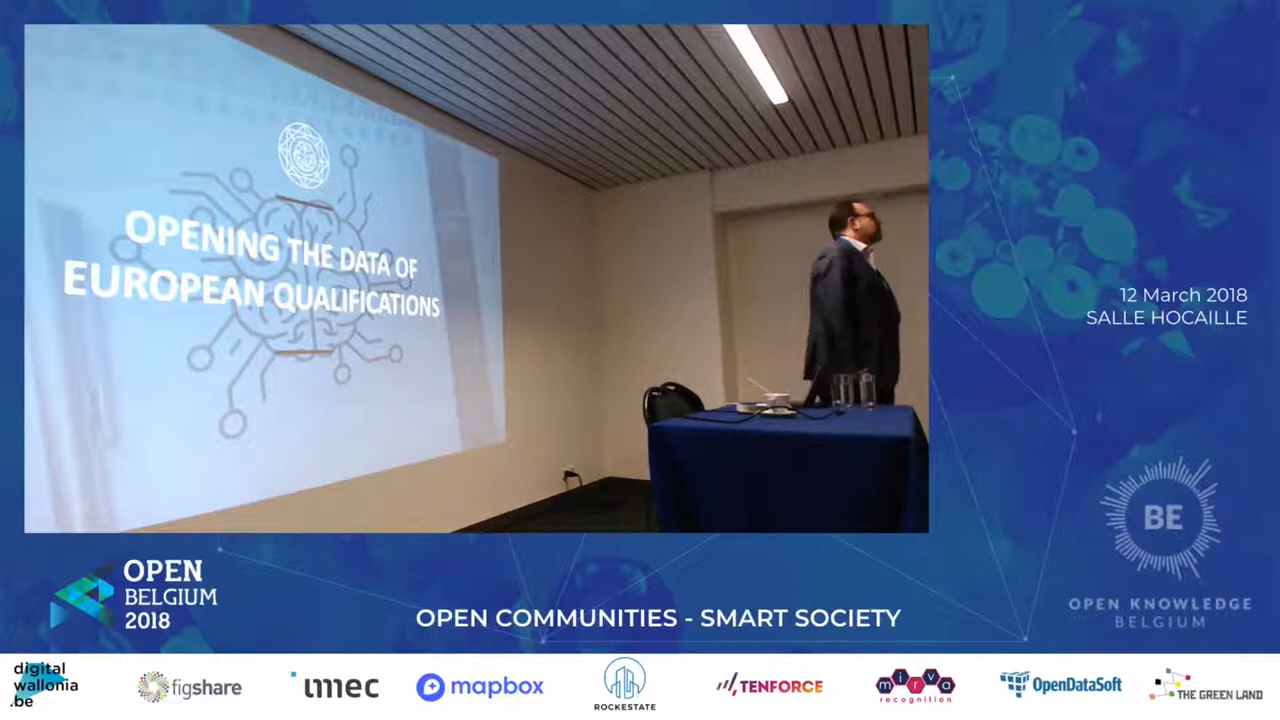 OPENING THE DATA OF
EUROPEAN QUALIFICATIONS
12 March 2018
SALLE HOCAILLE
BE
OPEN KNOWLEDGE
BELGIUM
OPEN
BELGIUM
2018
OPEN COMMUNITIES - SMART SOCIETY
digital
wallonia
.be
figshare
imec
mapbox
ROCKESTATE
TENFORCE
mirva
recognition
OpenDataSoft
THE GREEN LAND